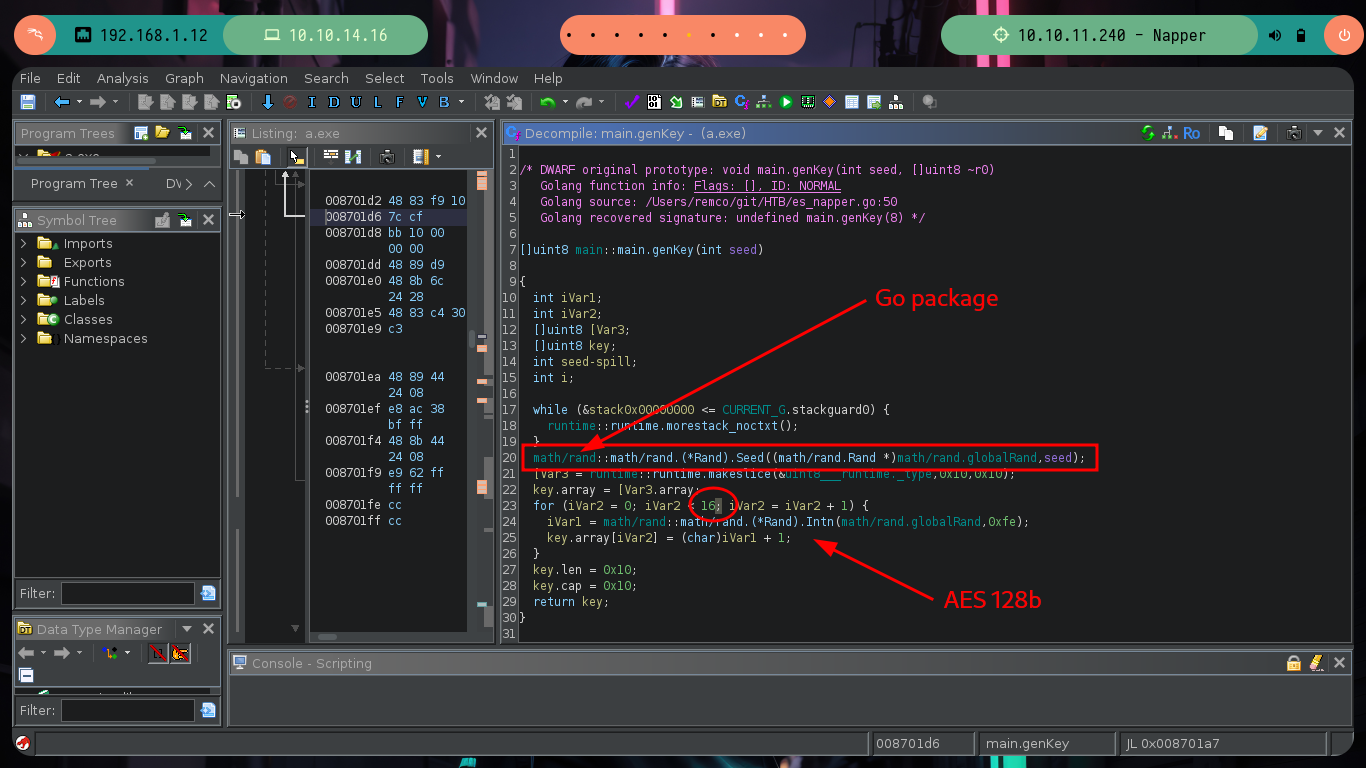 192.168.1.12
10.10.14.16
10.10.11.240 - Napper
File Edit Analysis Graph Navigation Search Select Tools Window Help
I D U L F V B
Program Trees
Program Tree
DV
Symbol Tree
Imports
Exports
Functions
Labels
Classes
Namespaces
Filter:
Data Type Manager
Filter:
Listing: a.exe
008701d2 48 83 f9 10
008701d6 7c cf
008701d8 bb 10 00
00 00
008701dd 48 89 d9
008701e0 48 8b 6c
24 28
008701e5 48 83 c4 30
008701e9 c3
008701ea 48 89 44
24 08
008701ef e8 ac 38
bf ff
008701f4 48 8b 44
24 08
008701f9 e9 62 ff
ff ff
008701fe cc
008701ff cc
Decompile: main.genKey - (a.exe)
Ro
1
2 /* DWARF original prototype: void main.genKey(int seed, []uint8 ~r0)
3 Golang function info: Flags: [], ID: NORMAL
4 Golang source: /Users/remco/git/HTB/es_napper.go:50
5 Golang recovered signature: undefined main.genKey(8) */
6
7 []uint8 main::main.genKey(int seed)
8
9 {
10 int iVar1;
11 int iVar2;
12 []uint8 [Var3;
13 []uint8 key;
14 int seed-spill;
15 int i;
16
17 while (&stack0x00000000 <= CURRENT_G.stackguard0) {
18 runtime::runtime.morestack_noctxt();
19 }
20 math/rand::math/rand.(*Rand).Seed((math/rand.Rand *)math/rand.globalRand,seed);
21 [Var3 = runtime::runtime.makeslice(&uint8___runtime._type,0x10,0x10);
22 key.array = [Var3.array;
23 for (iVar2 = 0; iVar2 < 16; iVar2 = iVar2 + 1) {
24 iVar1 = math/rand::math/rand.(*Rand).Intn(math/rand.globalRand,0xfe);
25 key.array[iVar2] = (char)iVar1 + 1;
26 }
27 key.len = 0x10;
28 key.cap = 0x10;
29 return key;
30 }
31
Go package
AES 128b
Console - Scripting
008701d6
main.genKey
JL 0x008701a7